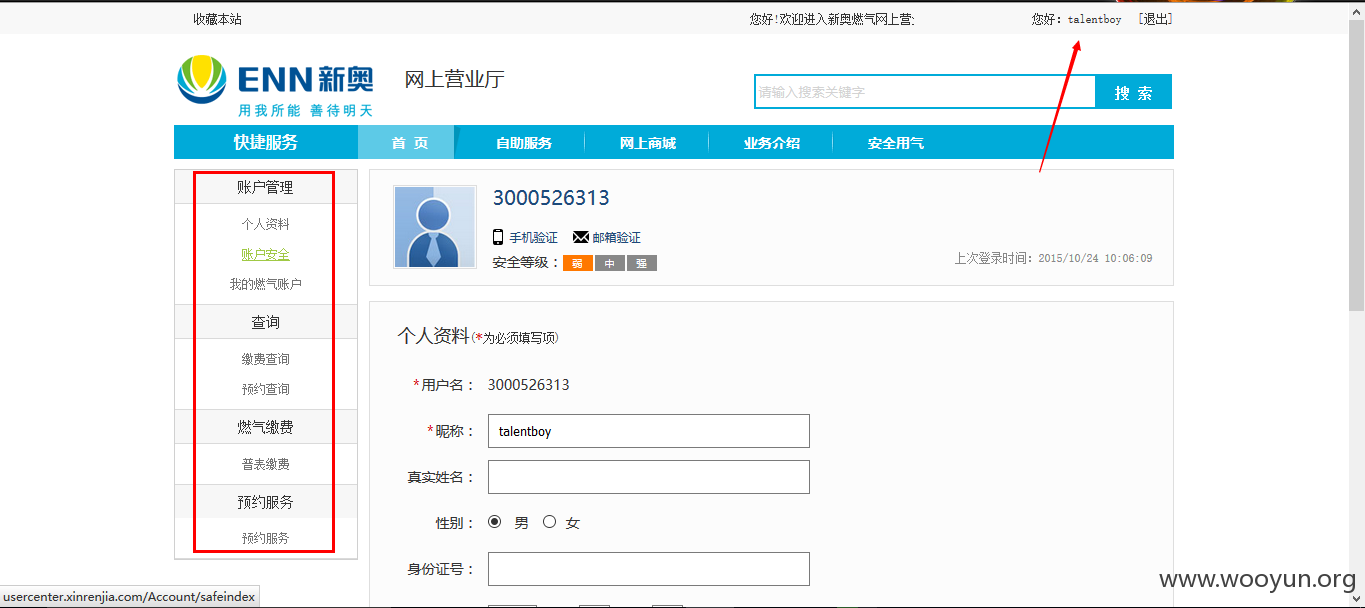 收藏本站 您好!欢迎进入新奥燃气网上营 您好：talentboy [退出]
ENN新奥 网上营业厅
用我所能 善待明天
请输入搜索关键字 搜 索
快捷服务 首 页 自助服务 网上商城 业务介绍 安全用气
账户管理
个人资料
账户安全
我的燃气账户
查询
缴费查询
预约查询
燃气缴费
普表缴费
预约服务
预约服务
3000526313
手机验证 邮箱验证
安全等级： 弱 中 强
上次登录时间：2015/10/24 10:06:09
个人资料(*为必须填写项)
*用户名： 3000526313
*昵称： talentboy
真实姓名：
性别： 男 女
身份证号：
www.wooyun.org
usercenter.xinrenjia.com/Account/safeindex